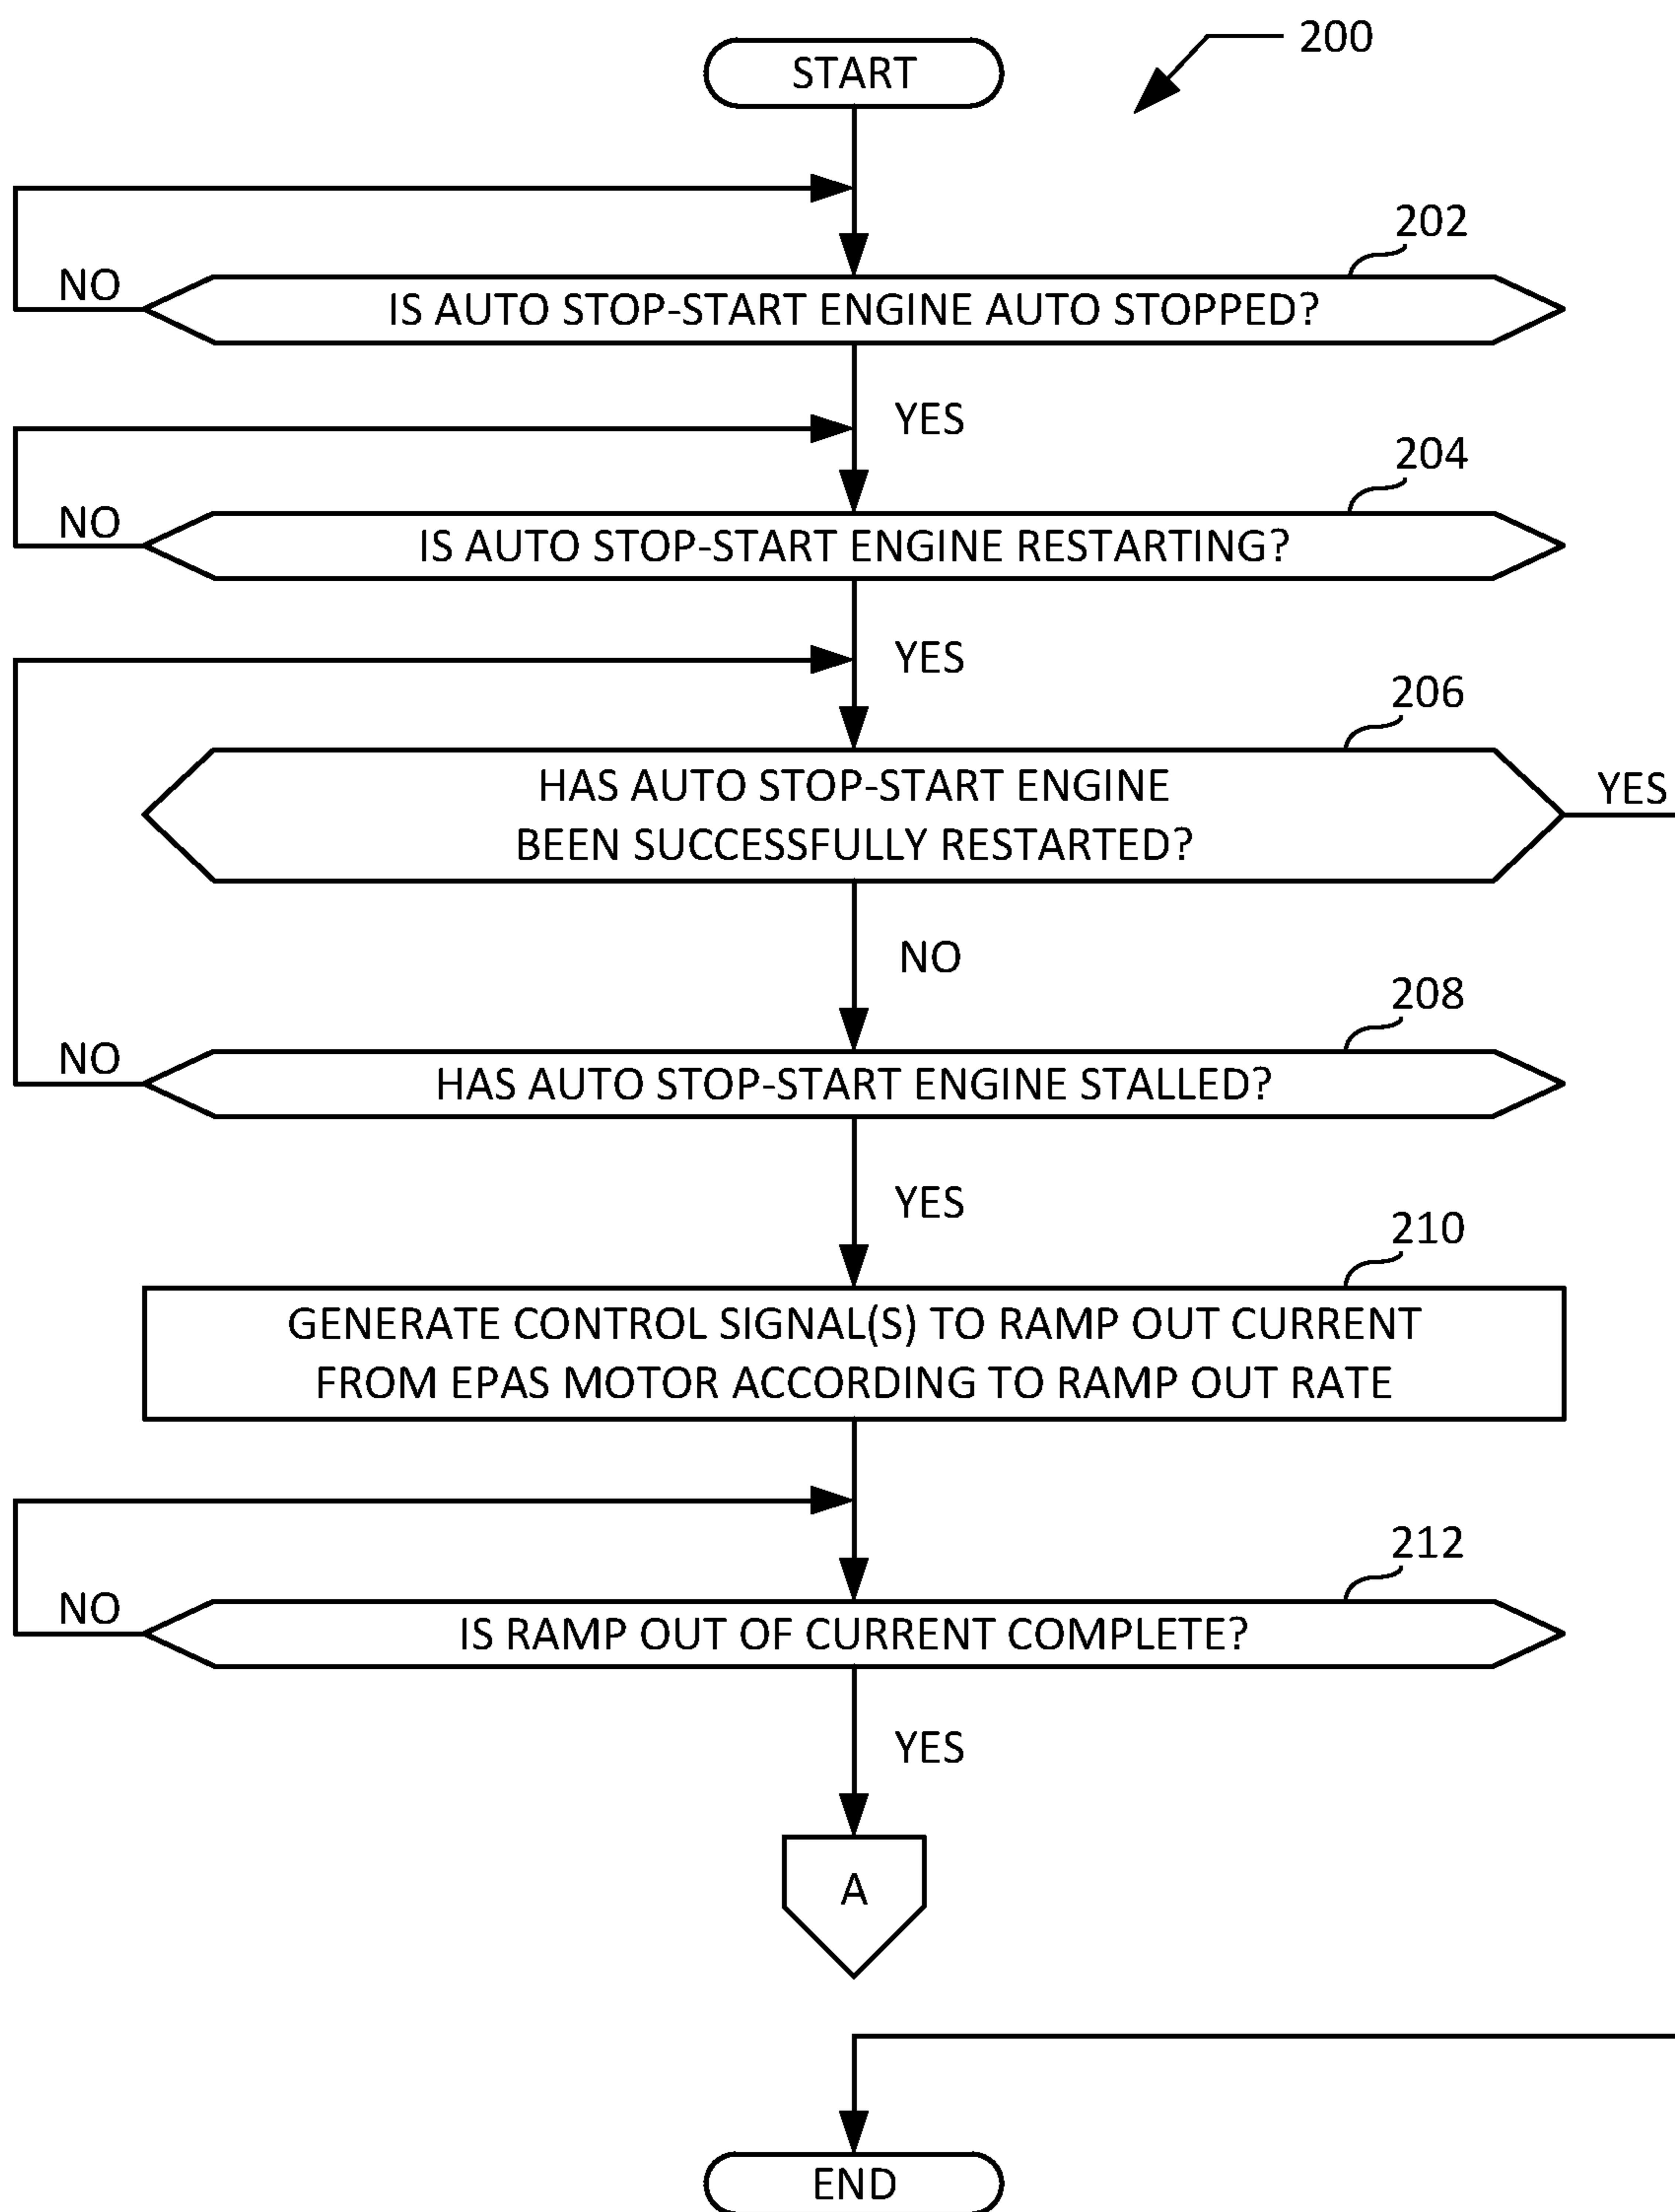 200
START
202
NO
IS AUTO STOP-START ENGINE AUTO STOPPED?
YES
204
NO
IS AUTO STOP-START ENGINE RESTARTING?
YES
206
HAS AUTO STOP-START ENGINE
BEEN SUCCESSFULLY RESTARTED?
YES
NO
208
NO
HAS AUTO STOP-START ENGINE STALLED?
YES
210
GENERATE CONTROL SIGNAL(S) TO RAMP OUT CURRENT
FROM EPAS MOTOR ACCORDING TO RAMP OUT RATE
212
NO
IS RAMP OUT OF CURRENT COMPLETE?
YES
A
END